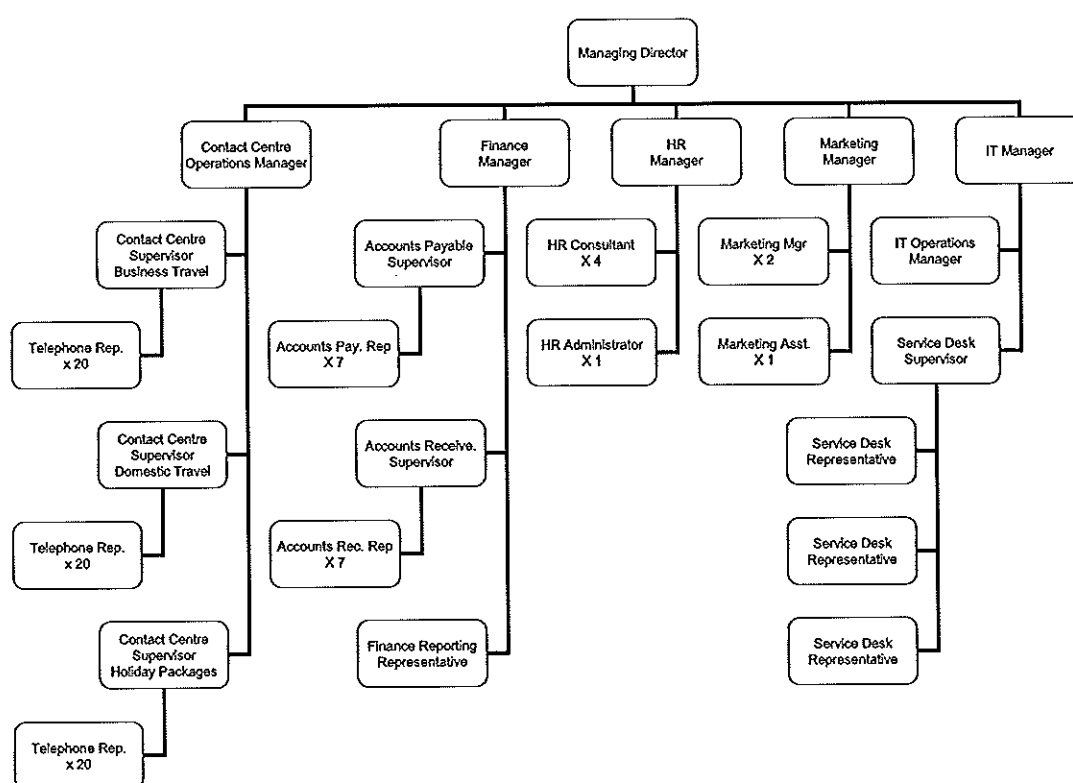 Managing Director
Contact Centre
Operations Manager
Finance
Manager
HR
Manager
Marketing
Manager
IT Manager
Contact Centre
Supervisor
Business Travel
Accounts Payable
Supervisor
HR Consultant
X 4
Marketing Mgr
X 2
IT Operations
Manager
Telephone Rep.
x 20
Accounts Pay. Rep
X 7
HR Administrator
X 1
Marketing Asst.
X 1
Service Desk
Supervisor
Contact Centre
Supervisor
Domestic Travel
Accounts Receive.
Supervisor
Service Desk
Representative
Telephone Rep.
x 20
Accounts Rec. Rep
X 7
Service Desk
Representative
Contact Centre
Supervisor
Holiday Packages
Finance Reporting
Representative
Service Desk
Representative
Telephone Rep.
x 20